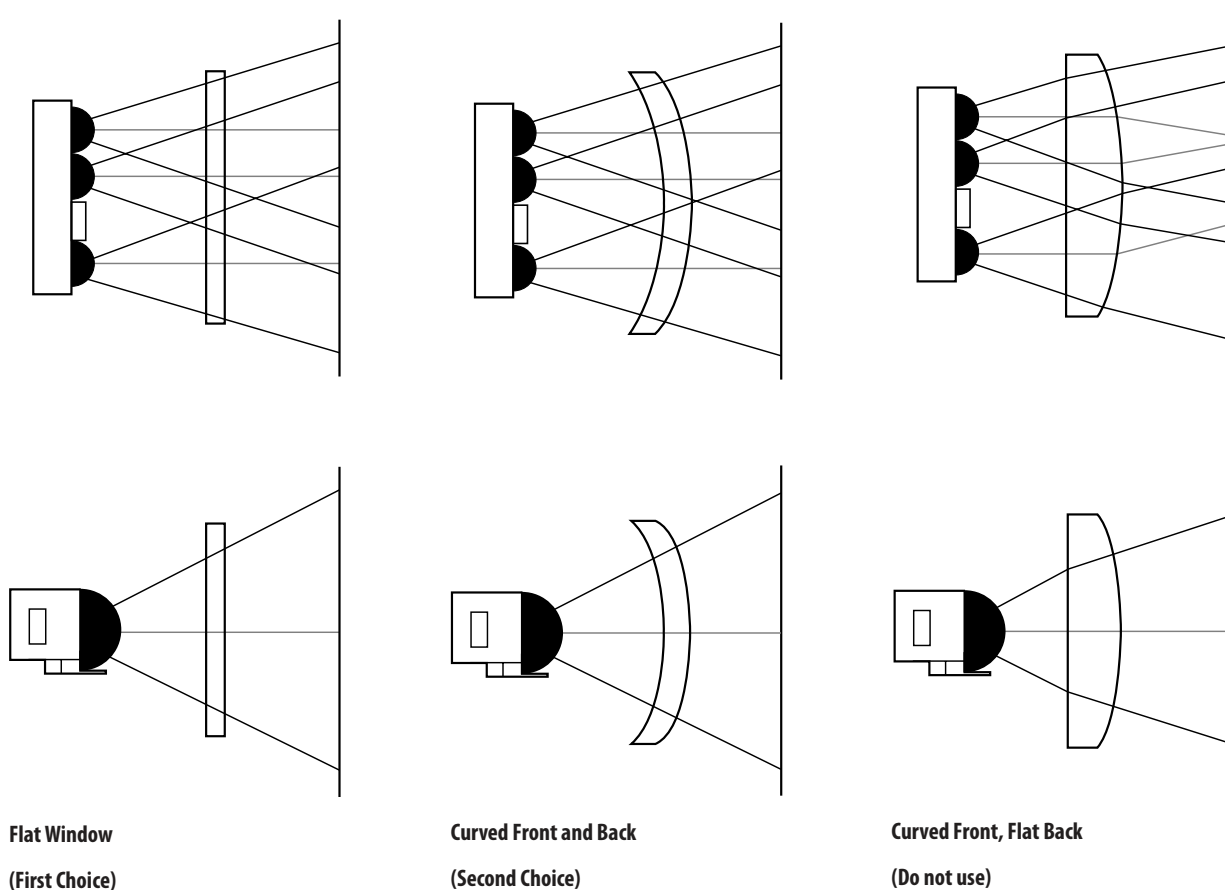 Flat Window
(First Choice)
Curved Front and Back
(Second Choice)
Curved Front, Flat Back
(Do not use)